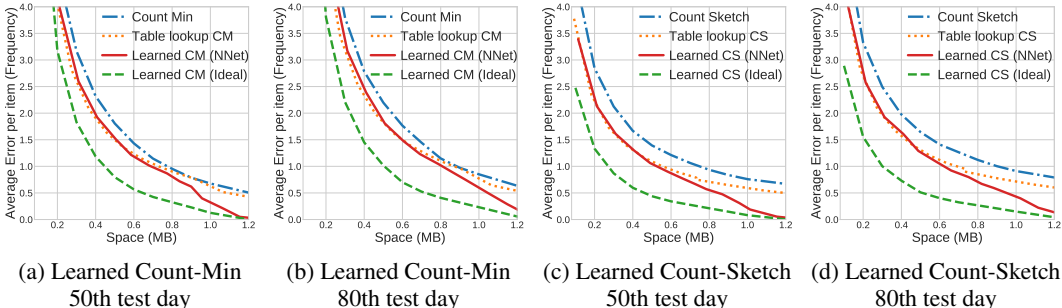 Average Error per item (Frequency)
4.0
3.5
3.0
2.5
2.0
1.5
1.0
0.5
0.0
Count Min
Table lookup CM
Learned CM (NNet)
Learned CM (Ideal)
0.2 0.4 0.6 0.8 1.0 1.2
Space (MB)
(a) Learned Count-Min
50th test day
Average Error per item (Frequency)
4.0
3.5
3.0
2.5
2.0
1.5
1.0
0.5
0.0
Count Min
Table lookup CM
Learned CM (NNet)
Learned CM (Ideal)
0.2 0.4 0.6 0.8 1.0 1.2
Space (MB)
(b) Learned Count-Min
80th test day
Average Error per item (Frequency)
4.0
3.5
3.0
2.5
2.0
1.5
1.0
0.5
0.0
Count Sketch
Table lookup CS
Learned CS (NNet)
Learned CS (Ideal)
0.2 0.4 0.6 0.8 1.0 1.2
Space (MB)
(c) Learned Count-Sketch
50th test day
Average Error per item (Frequency)
4.0
3.5
3.0
2.5
2.0
1.5
1.0
0.5
0.0
Count Sketch
Table lookup CS
Learned CS (NNet)
Learned CS (Ideal)
0.2 0.4 0.6 0.8 1.0 1.2
Space (MB)
(d) Learned Count-Sketch
80th test day